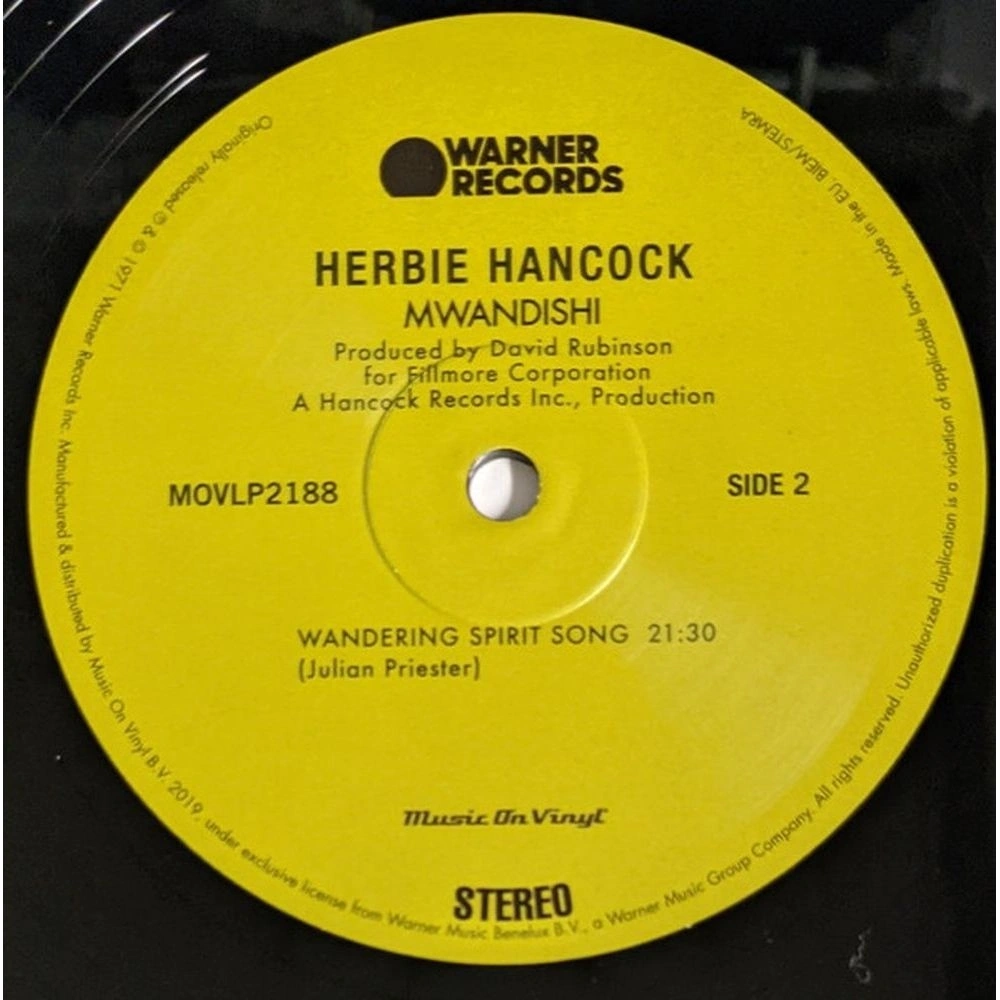 WARNER
RECORDS
HERBIE HANCOCK
MWANDISHI
Produced by David Rubinson
for Fillmore Corporation
A Hancock Records Inc., Production
MOVLP2188
SIDE 2
WANDERING SPIRIT SONG 21:30
(Julian Priester)
Music On Vinyl
STEREO
Originally released ℗ & © 1971 Warner Records Inc. Manufactured & distributed by Music On Vinyl B.V. 2019, under exclusive license from Warner Music Benelux B.V., a Warner Music Group Company. All rights reserved. Unauthorized duplication is a violation of applicable laws. Made in the EU. BIEM/STEMRA